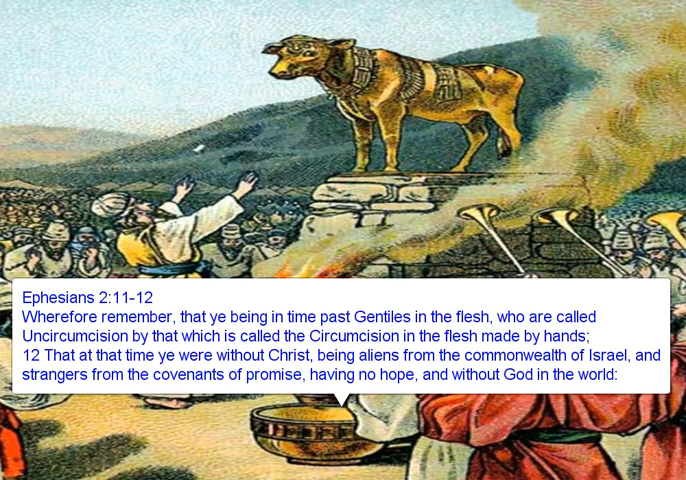 Ephesians 2:11-12
Wherefore remember, that ye being in time past Gentiles in the flesh, who are called
Uncircumcision by that which is called the Circumcision in the flesh made by hands;
12 That at that time ye were without Christ, being aliens from the commonwealth of Israel, and
strangers from the covenants of promise, having no hope, and without God in the world: